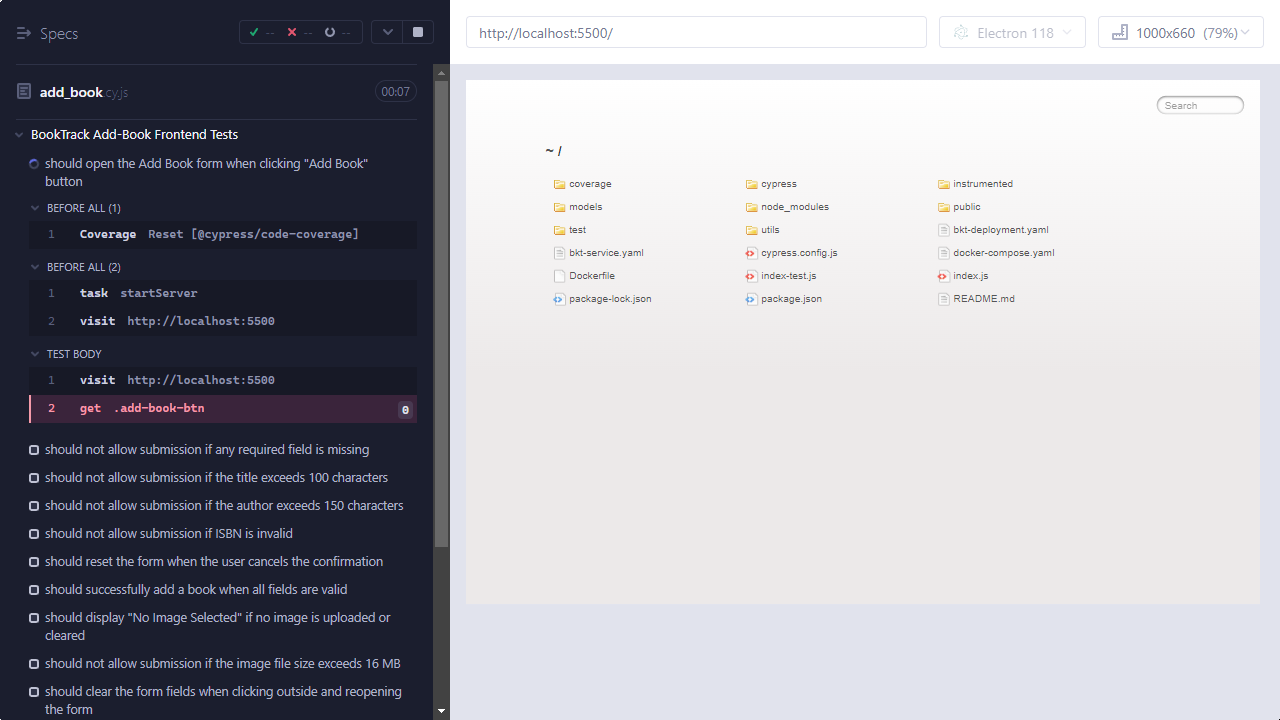 Specs
-- -- --
add_book.cy.js
00:07
BookTrack Add-Book Frontend Tests
should open the Add Book form when clicking "Add Book"
button
BEFORE ALL (1)
1 Coverage Reset [@cypress/code-coverage]
BEFORE ALL (2)
1 task startServer
2 visit http://localhost:5500
TEST BODY
1 visit http://localhost:5500
2 get .add-book-btn 0
should not allow submission if any required field is missing
should not allow submission if the title exceeds 100 characters
should not allow submission if the author exceeds 150 characters
should not allow submission if ISBN is invalid
should reset the form when the user cancels the confirmation
should successfully add a book when all fields are valid
should display "No Image Selected" if no image is uploaded or
cleared
should not allow submission if the image file size exceeds 16 MB
should clear the form fields when clicking outside and reopening
the form
http://localhost:5500/
Electron 118
1000x660 (79%)
Search
~ /
coverage cypress instrumented
models node_modules public
test utils bkt-deployment.yaml
bkt-service.yaml cypress.config.js docker-compose.yaml
Dockerfile index-test.js index.js
package-lock.json package.json README.md